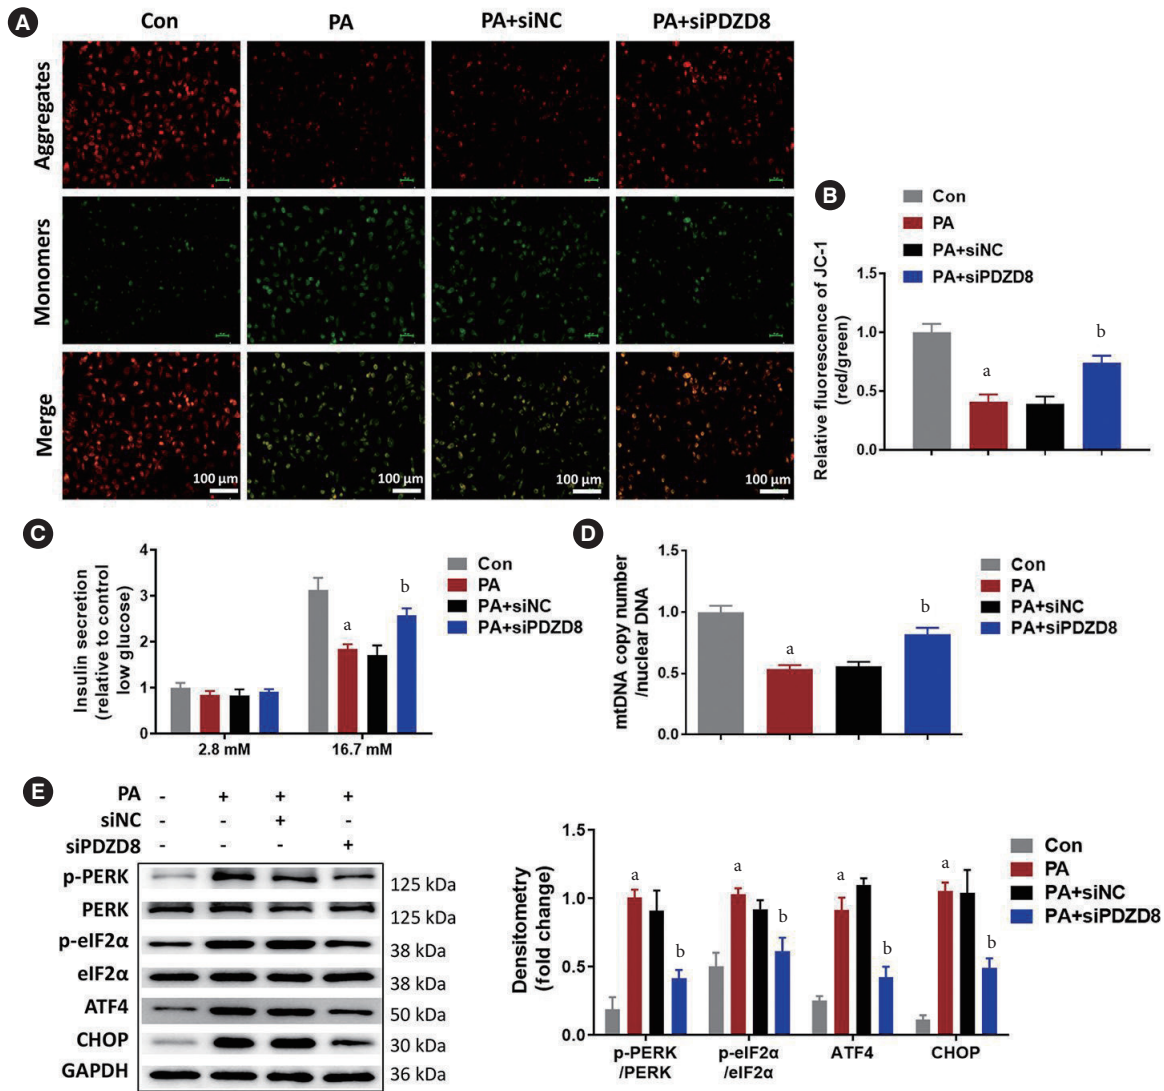 A
Con
PA
PA+siNC
PA+siPDZD8
Aggregates
Monomers
Merge
100 μm
100 μm
100 μm
100 μm
B
Con
PA
PA+siNC
PA+siPDZD8
Relative fluorescence of JC-1
(red/green)
1.5
1.0
0.5
0.0
a
b
C
Insulin secretion
(relative to control
low glucose)
4
3
2
1
0
a
b
2.8 mM
16.7 mM
Con
PA
PA+siNC
PA+siPDZD8
D
mtDNA copy number
/nuclear DNA
1.5
1.0
0.5
0.0
a
b
Con
PA
PA+siNC
PA+siPDZD8
E
PA - + + +
siNC - - + -
siPDZD8 - - - +
p-PERK 125 kDa
PERK 125 kDa
p-eIF2α 38 kDa
eIF2α 38 kDa
ATF4 50 kDa
CHOP 30 kDa
GAPDH 36 kDa
Densitometry
(fold change)
1.5
1.0
0.5
0.0
a
b
a
b
a
b
a
b
p-PERK
/PERK
p-eIF2α
/eIF2α
ATF4
CHOP
Con
PA
PA+siNC
PA+siPDZD8